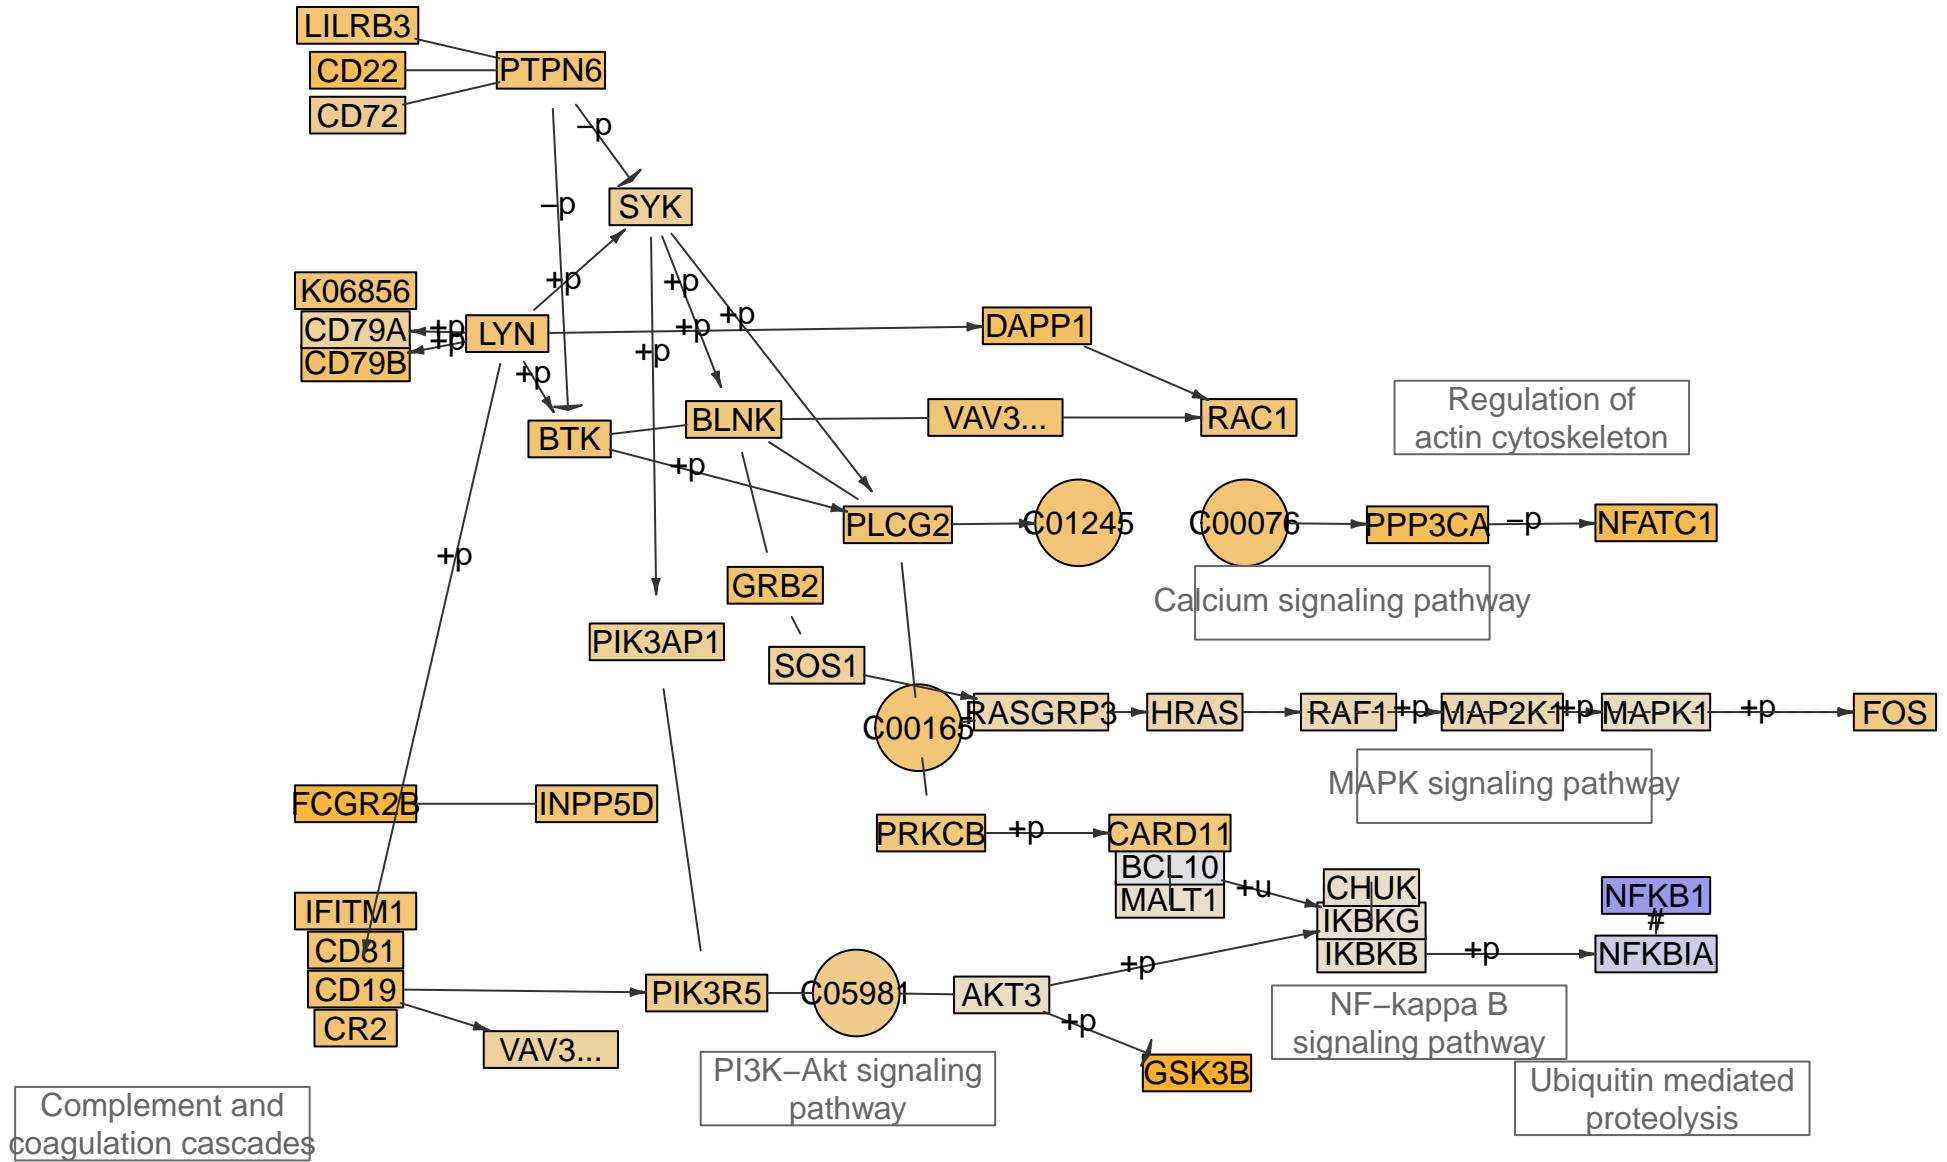 LILRB3
CD22
PTPN6
CD72
–p
–p
SYK
+p
+p
K06856
CD79A
+p
+p
LYN
CD79B
+p
+p
+p
+p
DAPP1
BTK
BLNK
VAV3...
RAC1
Regulation of
actin cytoskeleton
+p
PLCG2
C01245
C00076
PPP3CA
–p
NFATC1
+p
GRB2
Calcium signaling pathway
PIK3AP1
SOS1
C00165
RASGRP3
HRAS
RAF1
+p
MAP2K1
+p
MAPK1
+p
FOS
MAPK signaling pathway
FCGR2B
INPP5D
PRKCB
+p
CARD11
BCL10
MALT1
+u
CHUK
IKBKG
IKBKB
+p
NFKB1
#
NFKBIA
IFITM1
CD81
CD19
CR2
VAV3...
PIK3R5
C05981
AKT3
+p
+p
GSK3B
NF–kappa B
signaling pathway
PI3K–Akt signaling
pathway
Ubiquitin mediated
proteolysis
Complement and
coagulation cascades